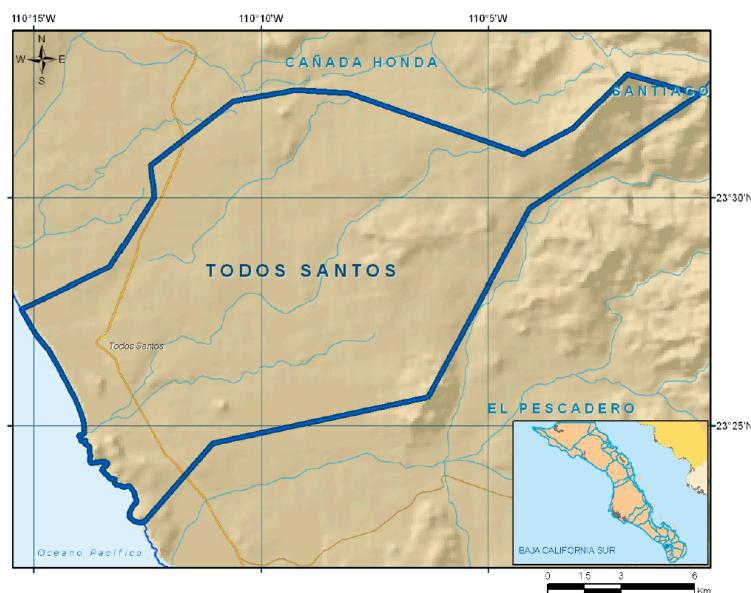 110°15'W 110°10'W 110°5'W
N
W E
S
CAÑADA HONDA
SANTIAGO
23°30'N
TODOS SANTOS
Todos Santos
EL PESCADERO
23°25'N
BAJA CALIFORNIA SUR
Oceano Pacífico
0 1.5 3 6
Km